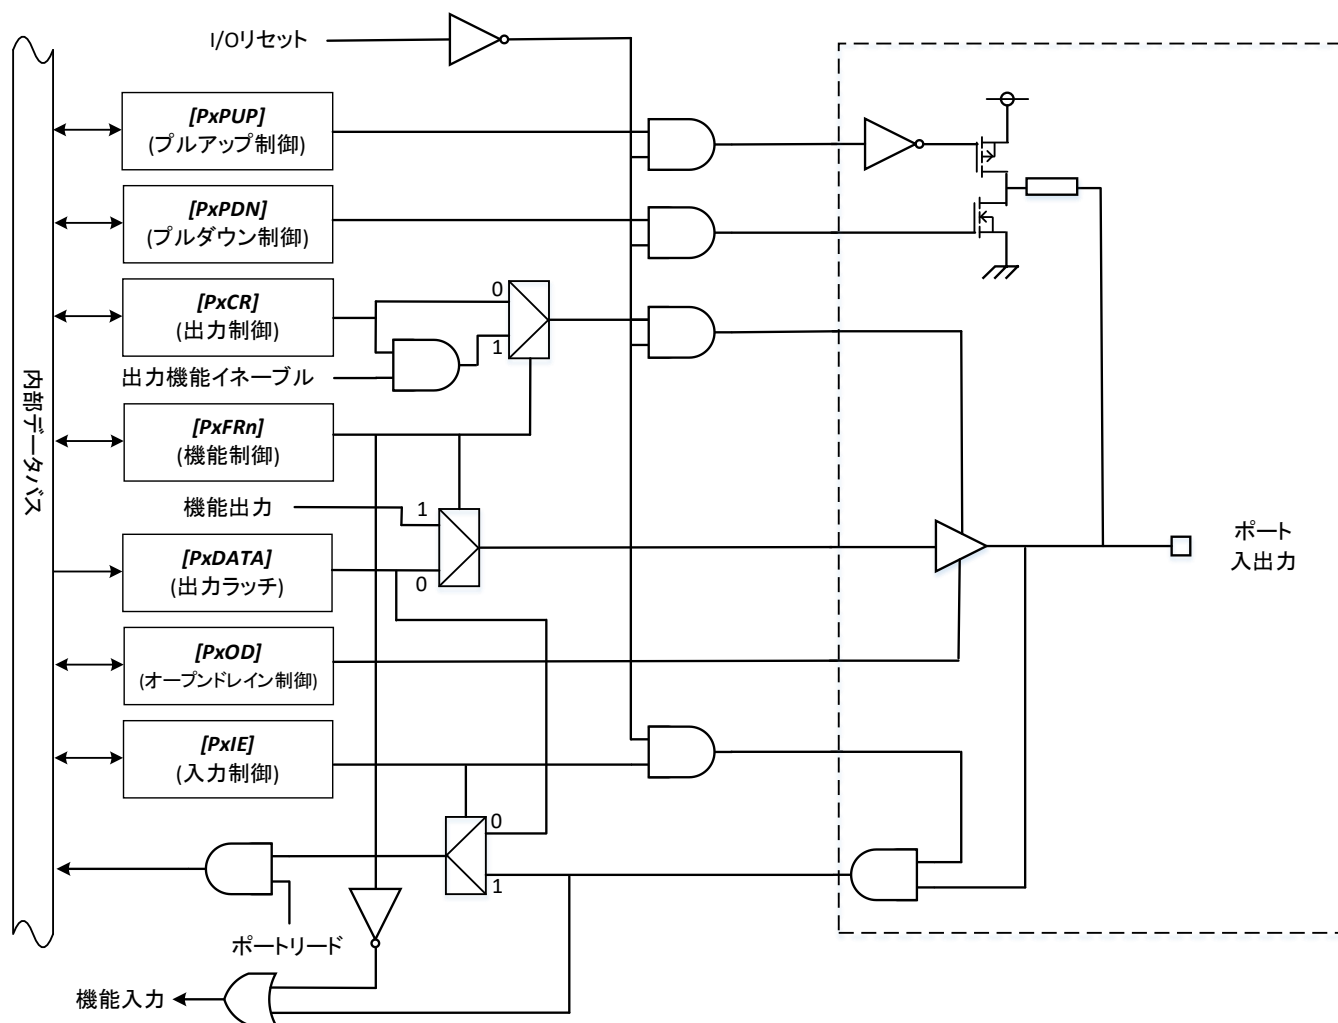 I/Oリセット
[PxPUP]
(プルアップ制御)
[PxPDN]
(プルダウン制御)
[PxCR]
(出力制御)
0
1
出力機能イネーブル
内部データバス
[PxFRn]
(機能制御)
機能出力
1
[PxDATA]
(出力ラッチ)
0
ポート
入出力
[PxOD]
(オープンドレイン制御)
[PxIE]
(入力制御)
0
1
ポートリード
機能入力